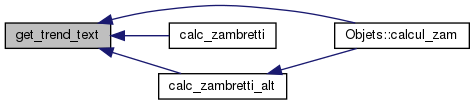 get_trend_text
calc_zambretti
Objets::calcul_zam
calc_zambretti_alt